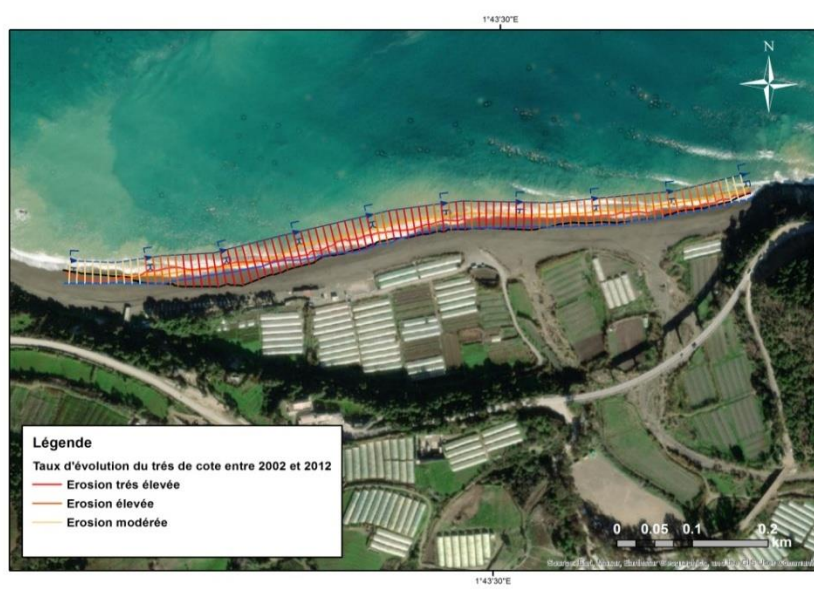 1°43'30"E
N
Légende
Taux d'évolution du trés de cote entre 2002 et 2012
Erosion trés élevée
Erosion élevée
Erosion modérée
0 0.05 0.1 0.2
km
1°43'30"E